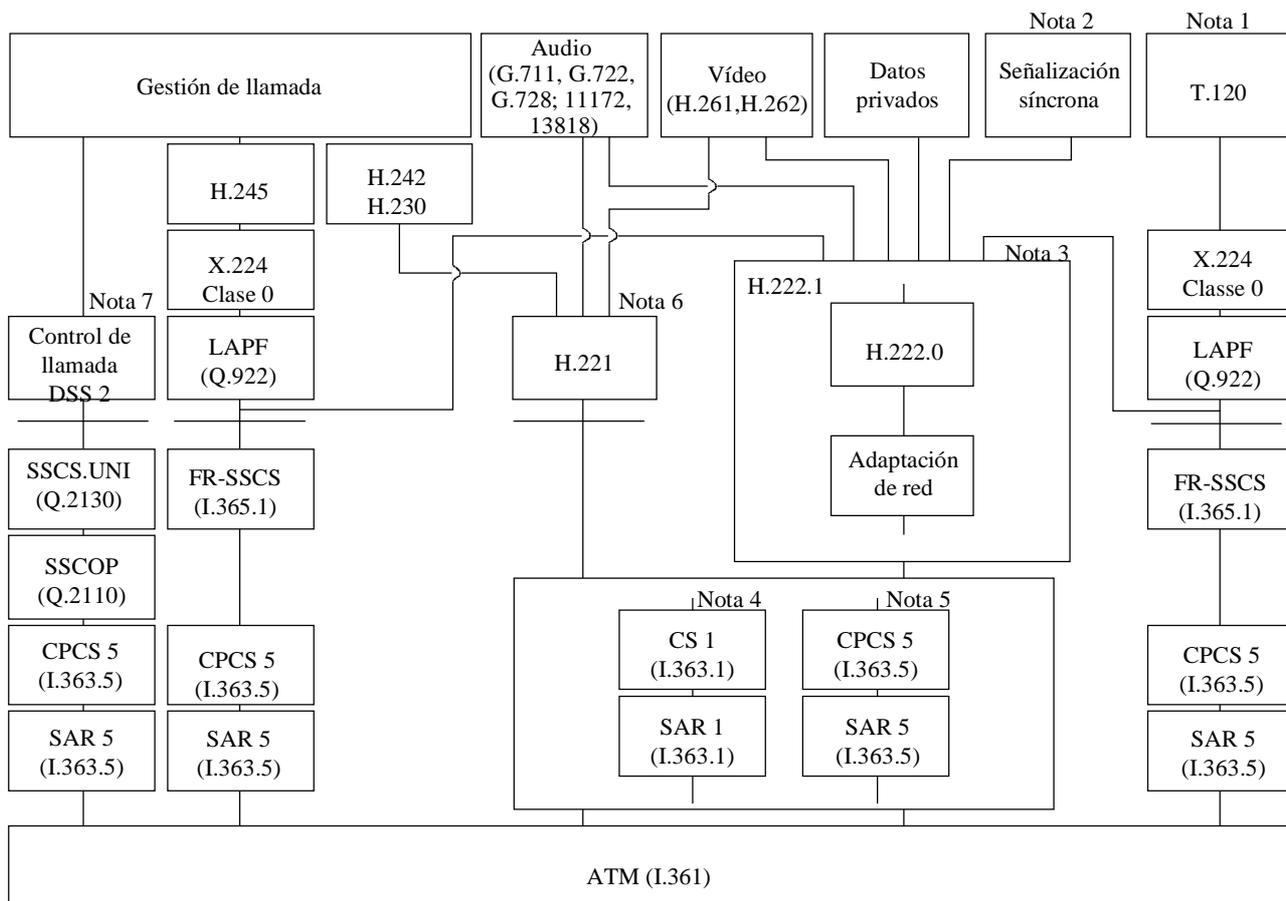 Nota 2
Nota 1
Gestión de llamada
Audio
(G.711, G.722,
G.728; 11172,
13818)
Vídeo
(H.261,H.262)
Datos
privados
Señalización
síncrona
T.120
H.245
H.242
H.230
X.224
Clase 0
Nota 3
X.224
Classe 0
H.222.1
Nota 7
Nota 6
Control de
llamada
DSS 2
LAPF
(Q.922)
H.221
H.222.0
LAPF
(Q.922)
SSCS.UNI
(Q.2130)
FR-SSCS
(I.365.1)
Adaptación
de red
FR-SSCS
(I.365.1)
SSCOP
(Q.2110)
Nota 4
Nota 5
CPCS 5
(I.363.5)
CPCS 5
(I.363.5)
CS 1
(I.363.1)
CPCS 5
(I.363.5)
CPCS 5
(I.363.5)
SAR 5
(I.363.5)
SAR 5
(I.363.5)
SAR 1
(I.363.1)
SAR 5
(I.363.5)
SAR 5
(I.363.5)
ATM (I.361)